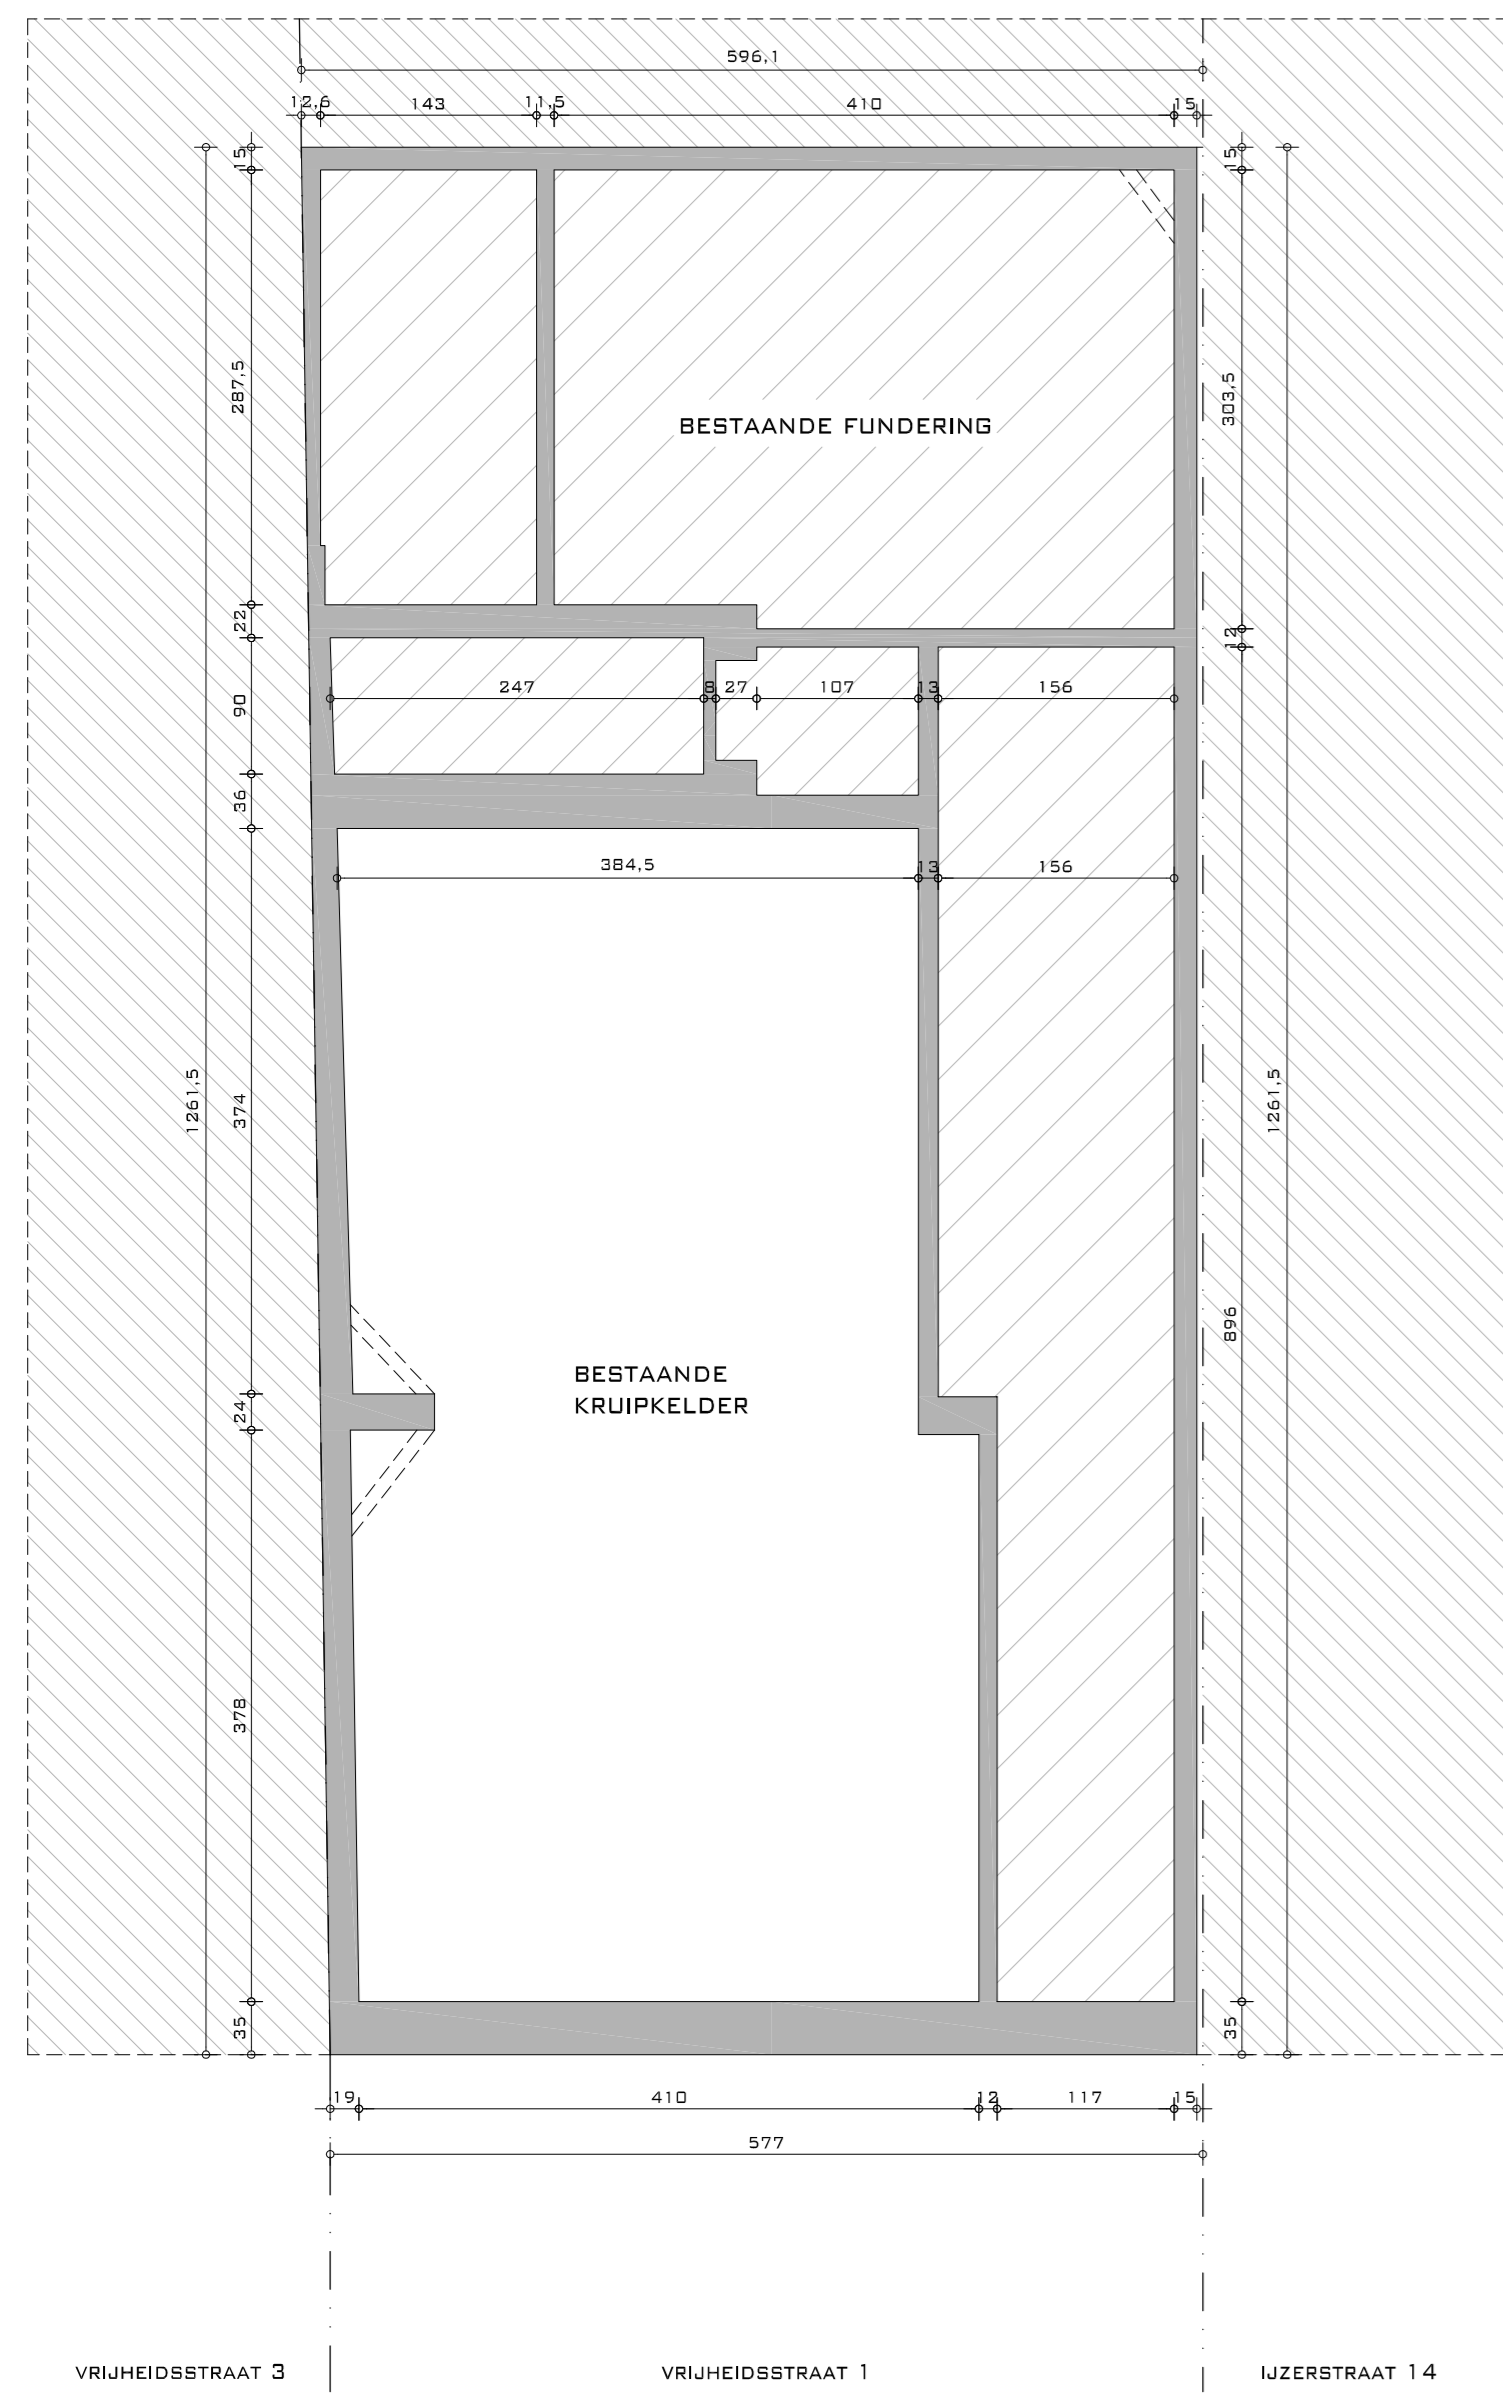 596,1
12,6 143 11,5 410 15
15
15
287,5
303,5
BESTAANDE FUNDERING
22
12
247 8 27 107 13 156
90
36
384,5 13 156
1261,5
374
1261,5
896
BESTAANDE
KRUIPKELDER
24
378
35
35
19 410 12 117 15
577
VRIJHEIDSSTRAAT 3
VRIJHEIDSSTRAAT 1
IJZERSTRAAT 14